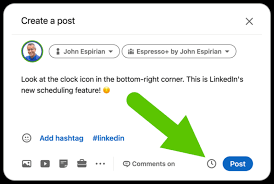 Create a post
John Espirian
Espresso+ by John Espirian
Look at the clock icon in the bottom-right corner. This is LinkedIn's
new scheduling feature! 😊
Add hashtag #linkedin
Comments on
Post